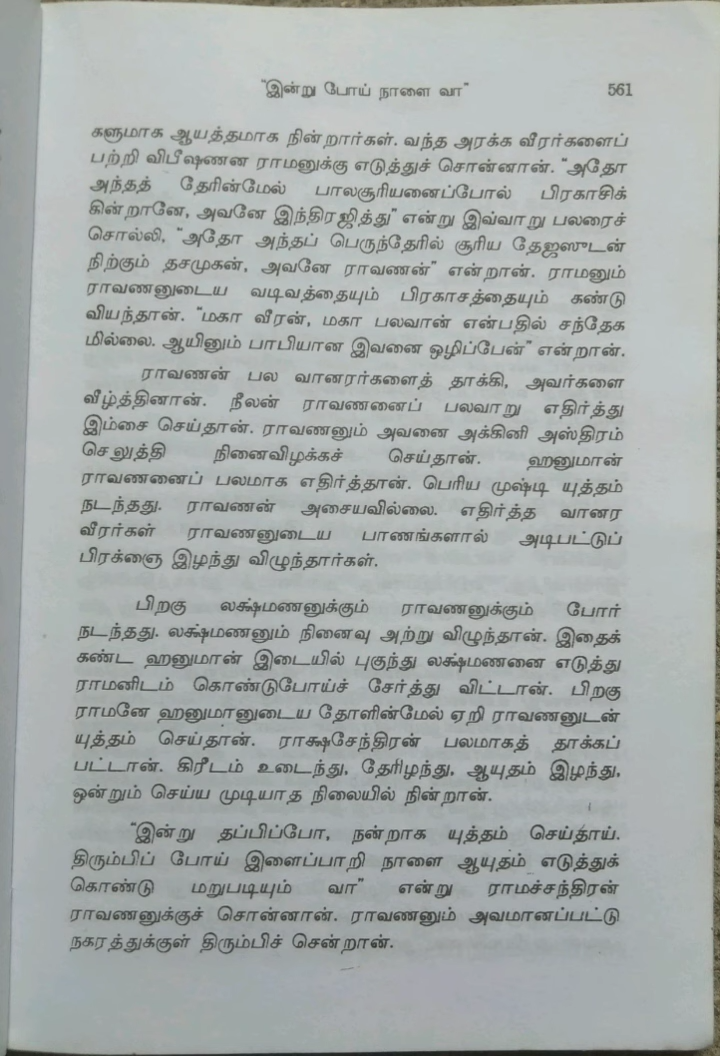 "இன்று போய் நாளை வா" 561
களுமாக ஆயத்தமாக நின்றார்கள். வந்த அரக்க வீரர்களைப்
பற்றி விபீஷணன ராமனுக்கு எடுத்துச் சொன்னான். "அதோ
அந்தத் தேரின்மேல் பாலசூரியனைப்போல் பிரகாசிக்
கின்றானே, அவனே இந்திரஜித்து" என்று இவ்வாறு பலரைச்
சொல்லி, "அதோ அந்தப் பெருந்தேரில் சூரிய தேஜஸுடன்
நிற்கும் தசமுகன், அவனே ராவணன்" என்றான். ராமனும்
ராவணனுடைய வடிவத்தையும் பிரகாசத்தையும் கண்டு
வியந்தான். "மகா வீரன், மகா பலவான் என்பதில் சந்தேக
மில்லை. ஆயினும் பாபியான இவனை ஒழிப்பேன்" என்றான்.
ராவணன் பல வானரர்களைத் தாக்கி, அவர்களை
வீழ்த்தினான். நீலன் ராவணனைப் பலவாறு எதிர்த்து
இம்சை செய்தான். ராவணனும் அவனை அக்கினி அஸ்திரம்
செலுத்தி நினைவிழக்கச் செய்தான். ஹனுமான்
ராவணனைப் பலமாக எதிர்த்தான். பெரிய முஷ்டி யுத்தம்
நடந்தது. ராவணன் அசையவில்லை. எதிர்த்த வானர
வீரர்கள் ராவணனுடைய பாணங்களால் அடிபட்டுப்
பிரக்ஞை இழந்து விழுந்தார்கள்.
பிறகு லக்ஷ்மணனுக்கும் ராவணனுக்கும் போர்
நடந்தது. லக்ஷ்மணனும் நினைவு அற்று விழுந்தான். இதைக்
கண்ட ஹனுமான் இடையில் புகுந்து லக்ஷ்மணனை எடுத்து
ராமனிடம் கொண்டுபோய்ச் சேர்த்து விட்டான். பிறகு
ராமனே ஹனுமானுடைய தோளின்மேல் ஏறி ராவணனுடன்
யுத்தம் செய்தான். ராக்ஷசேந்திரன் பலமாகத் தாக்கப்
பட்டான். கிரீடம் உடைந்து, தேரிழந்து, ஆயுதம் இழந்து,
ஒன்றும் செய்ய முடியாத நிலையில் நின்றான்.
"இன்று தப்பிப்போ, நன்றாக யுத்தம் செய்தாய்.
திரும்பிப் போய் இளைப்பாறி நாளை ஆயுதம் எடுத்துக்
கொண்டு மறுபடியும் வா" என்று ராமச்சந்திரன்
ராவணனுக்குச் சொன்னான். ராவணனும் அவமானப்பட்டு
நகரத்துக்குள் திரும்பிச் சென்றான்.